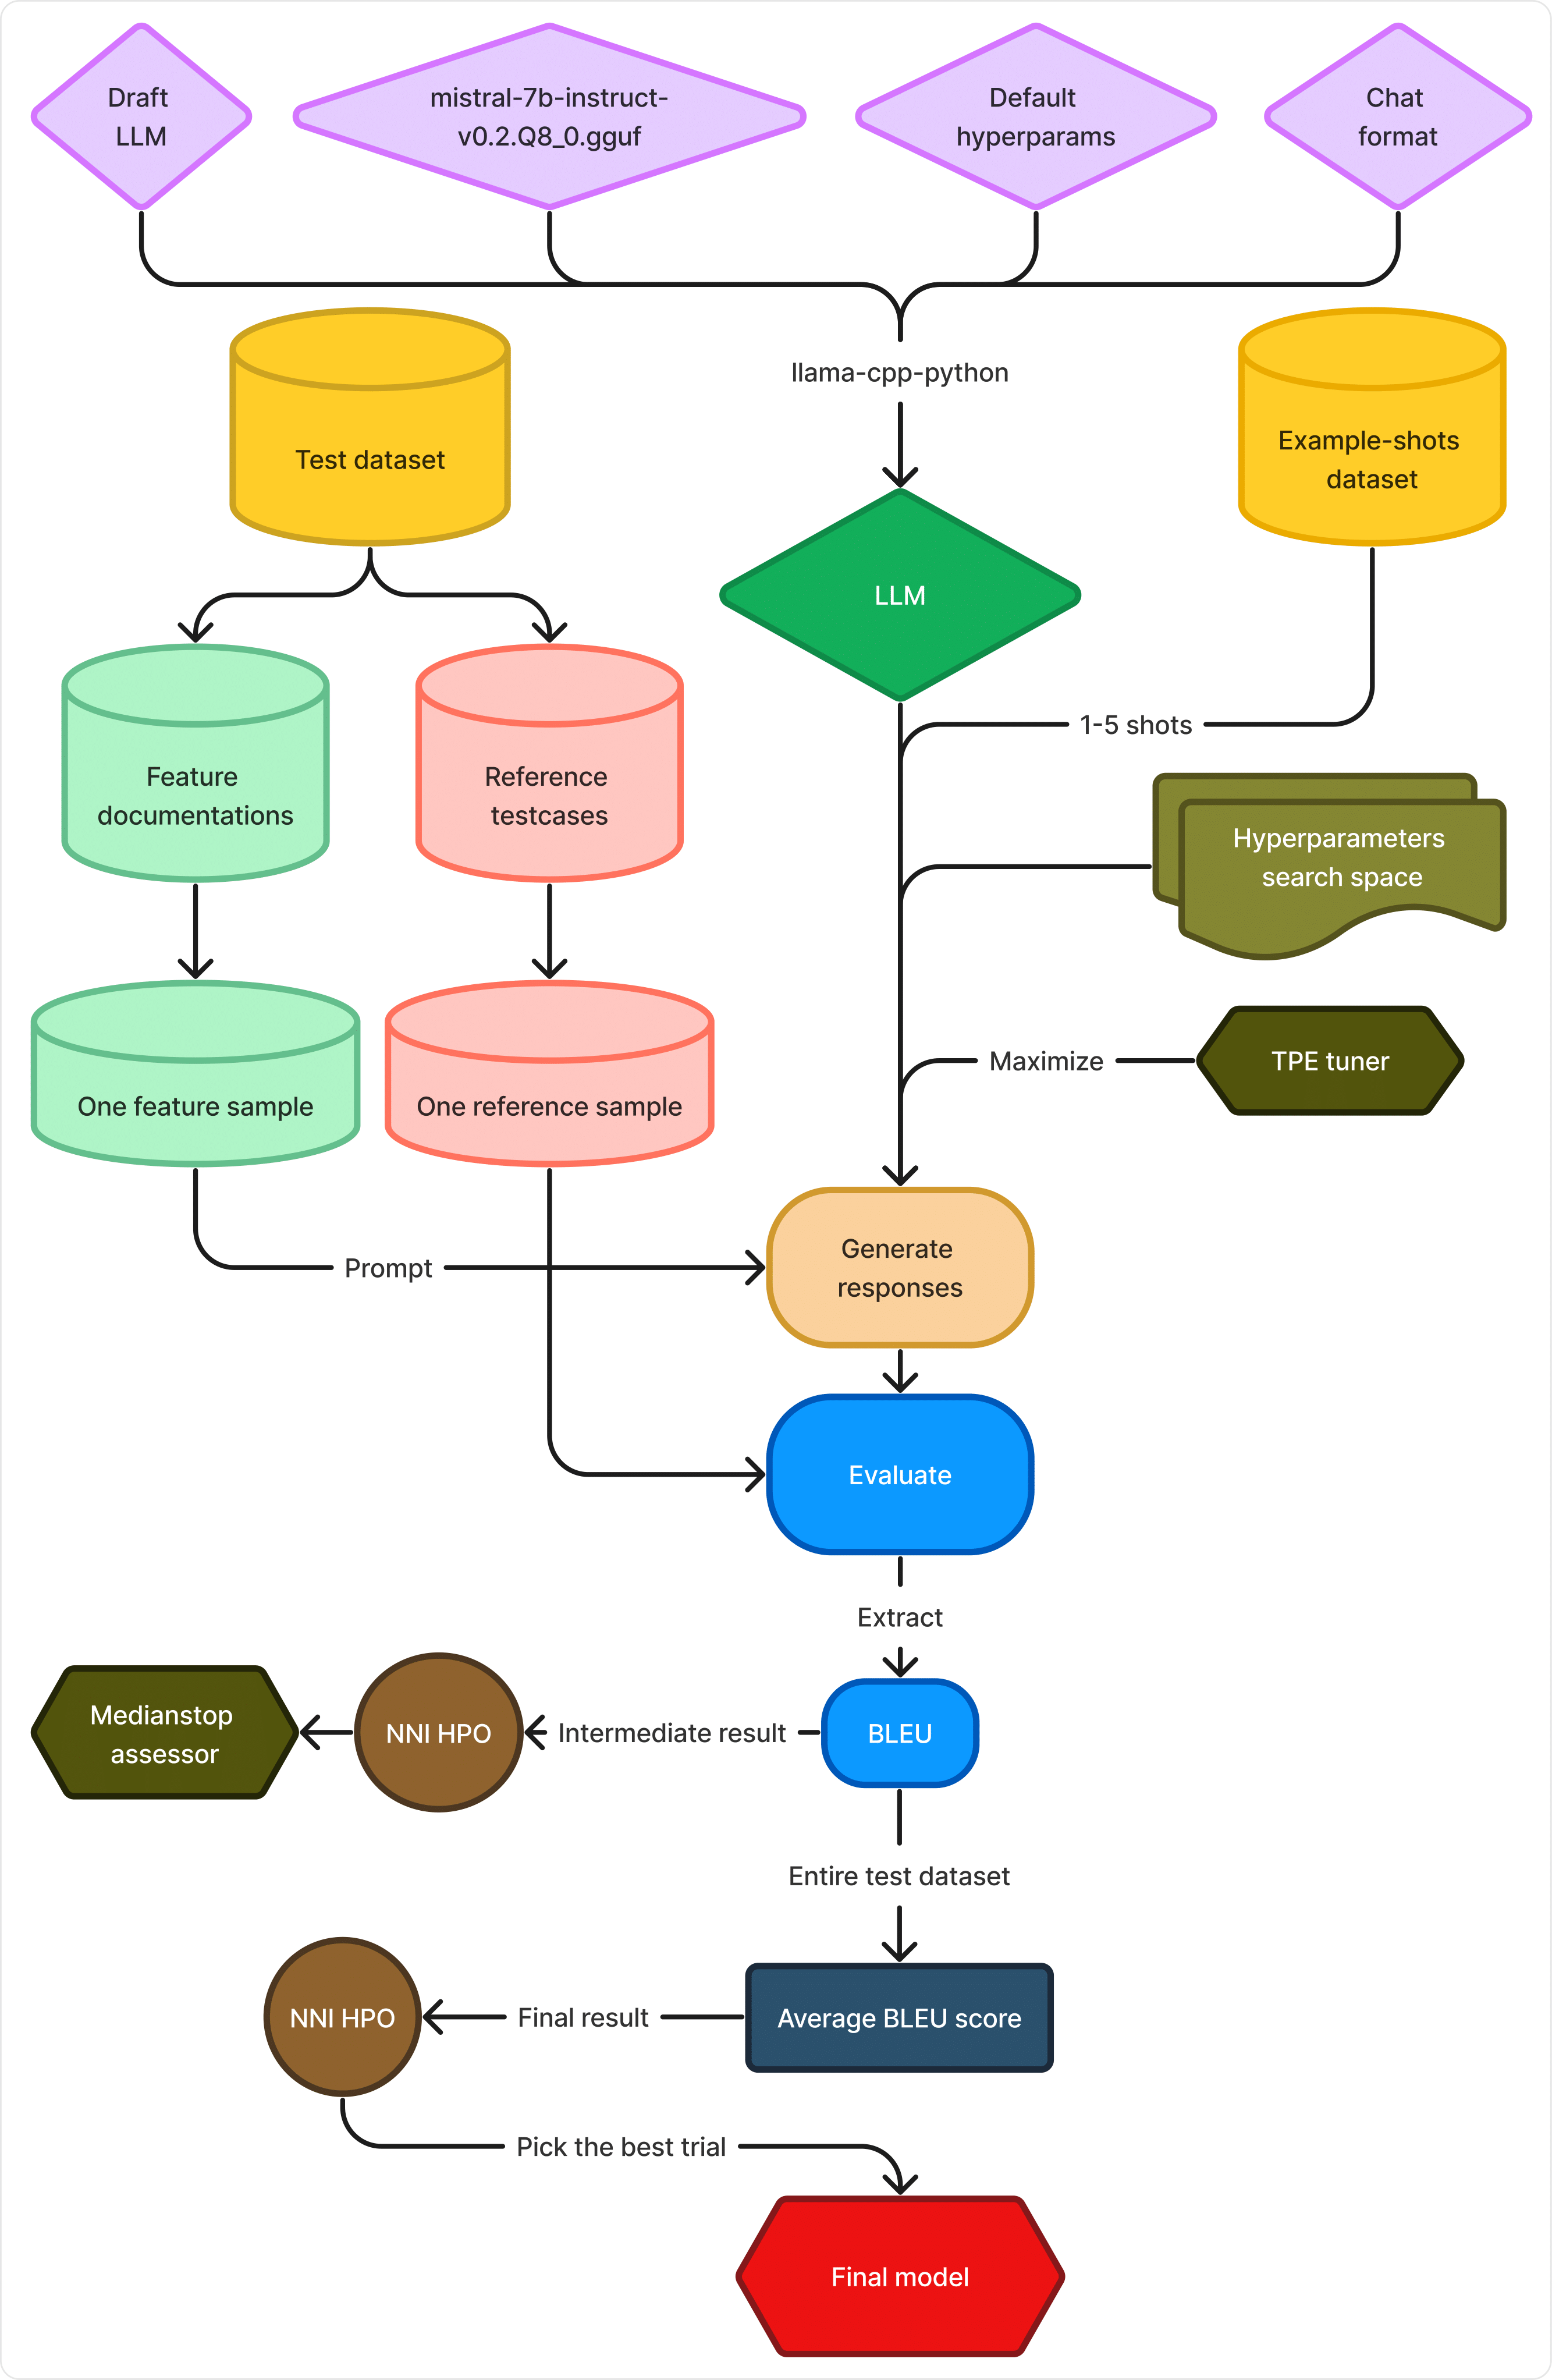 Draft
LLM
mistral-7b-instruct-
v0.2.Q8_0.gguf
Default
hyperparams
Chat
format
llama-cpp-python
Test dataset
Example-shots
dataset
LLM
1-5 shots
Feature
documentations
Reference
testcases
Hyperparameters
search space
Maximize
TPE tuner
One feature sample
One reference sample
Prompt
Generate
responses
Evaluate
Extract
Medianstop
assessor
NNI HPO
Intermediate result
BLEU
Entire test dataset
NNI HPO
Final result
Average BLEU score
Pick the best trial
Final model